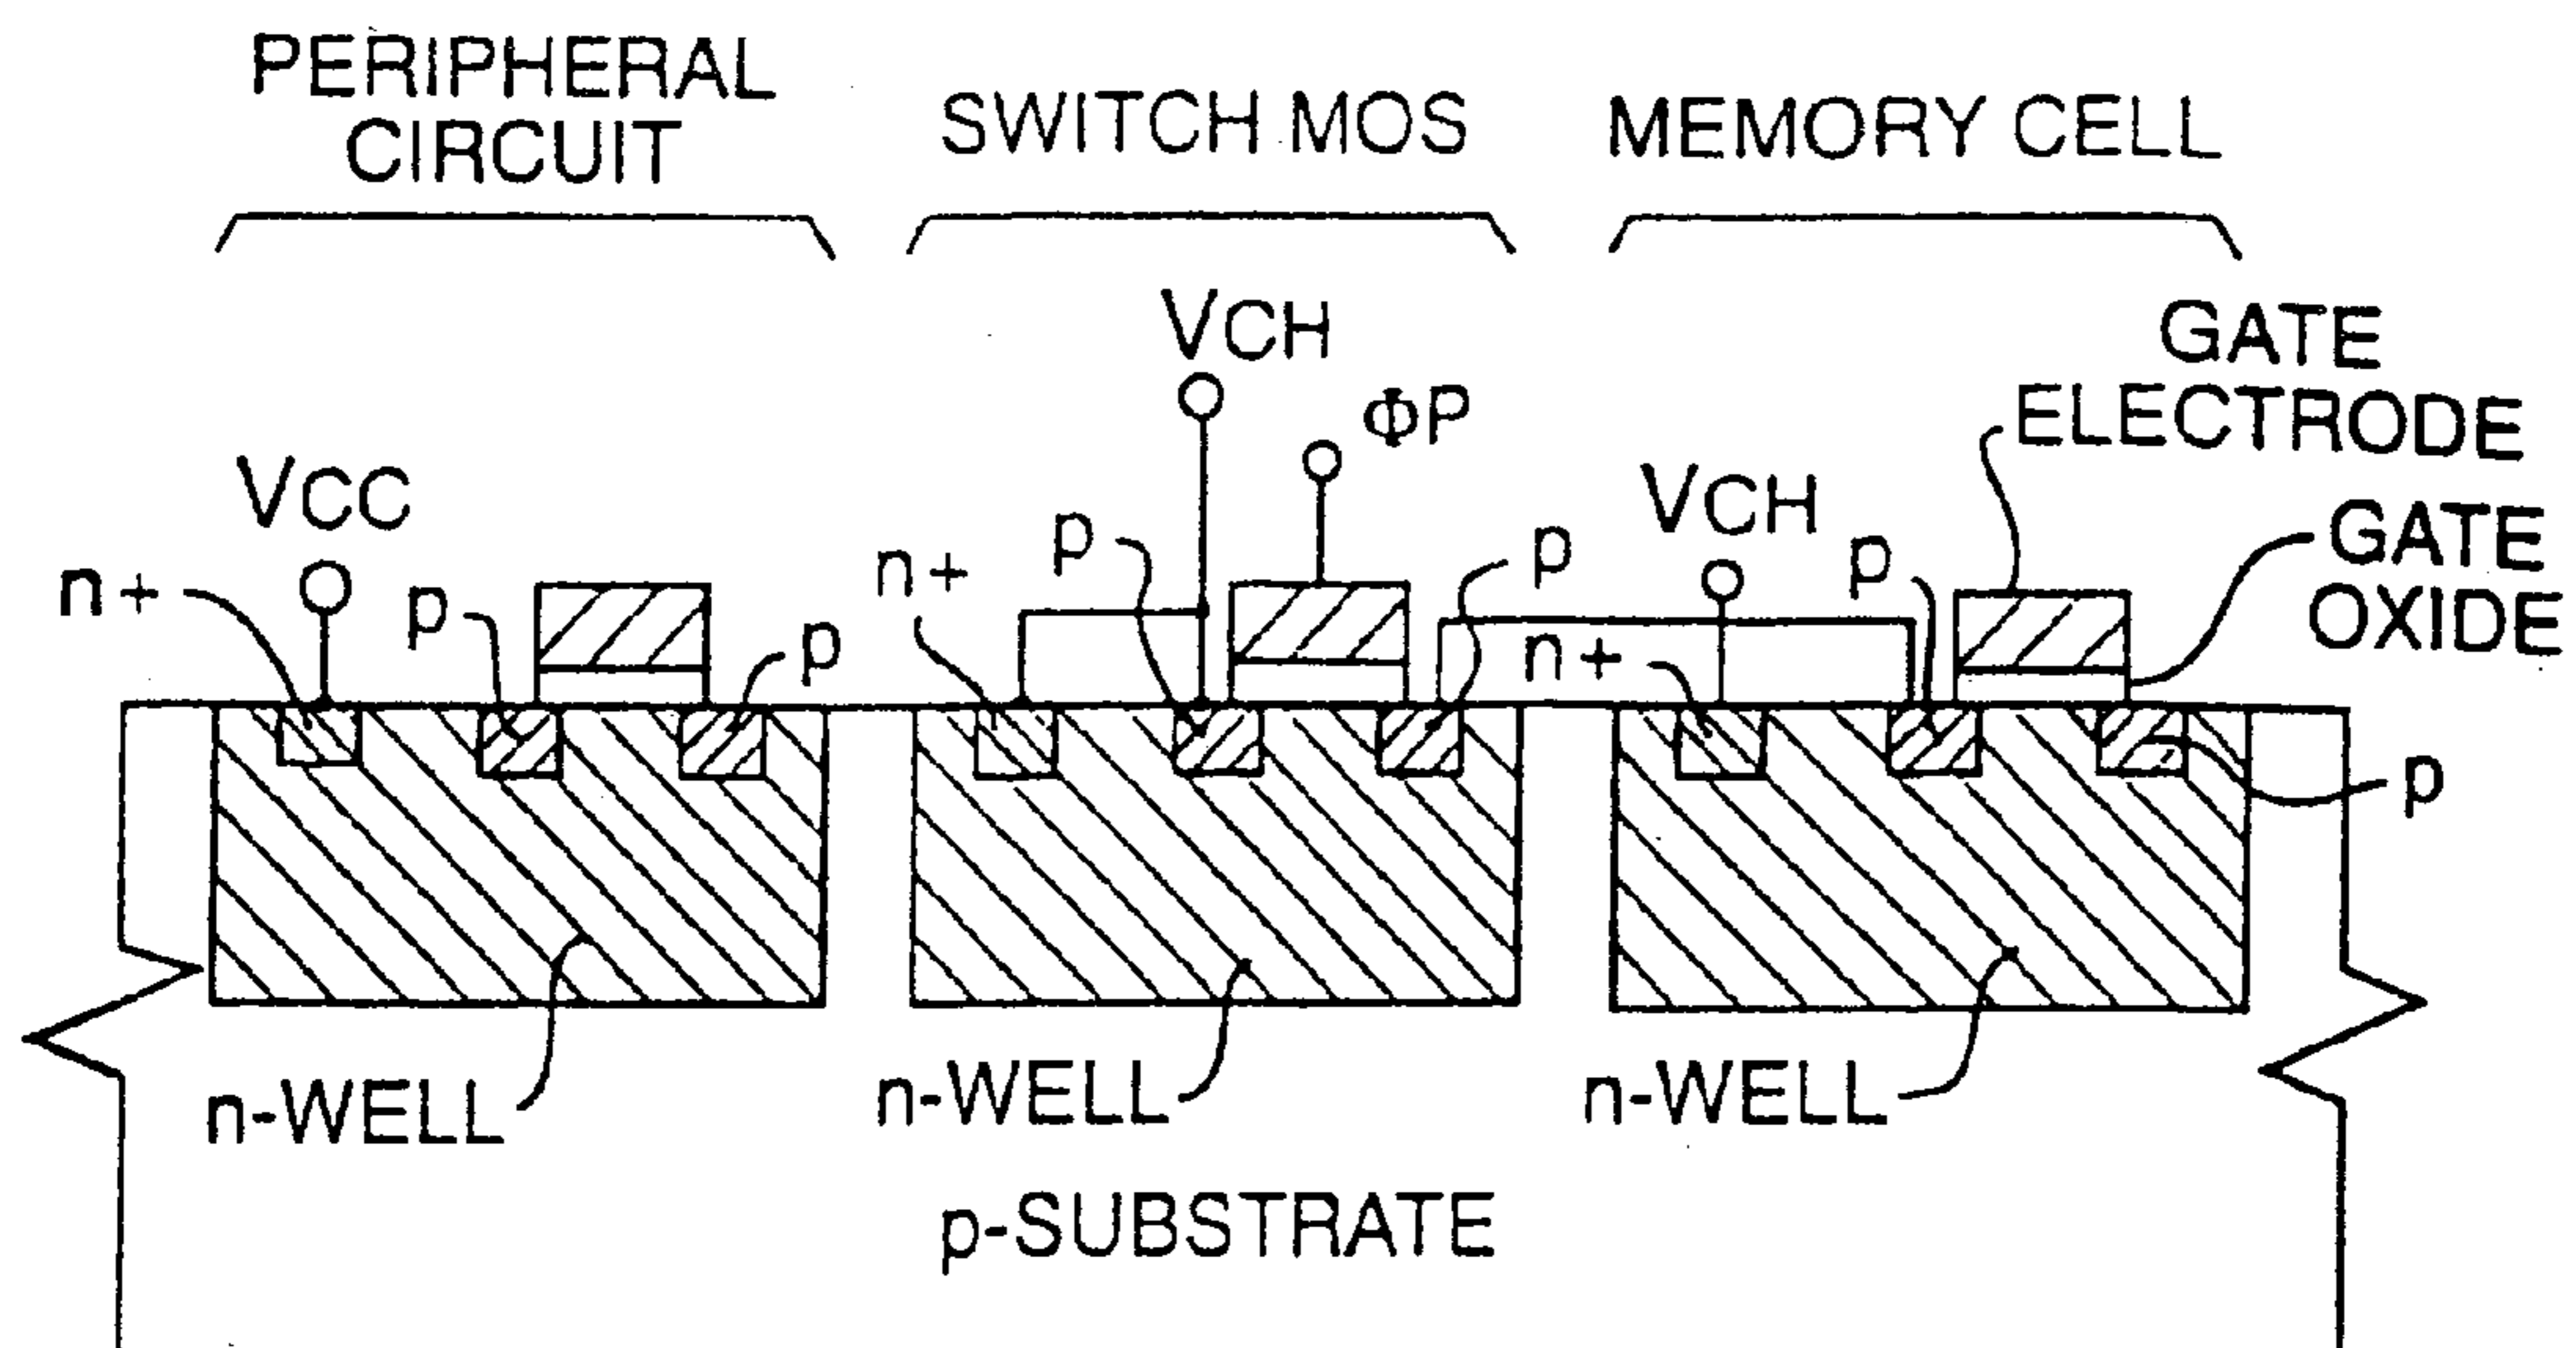 PERIPHERAL
CIRCUIT
SWITCH MOS
MEMORY CELL
VCH
GATE
ELECTRODE
ΦP
VCC
VCH
GATE
OXIDE
n+
p
p
n+
p
p
n+
p
p
n-WELL
n-WELL
n-WELL
p-SUBSTRATE